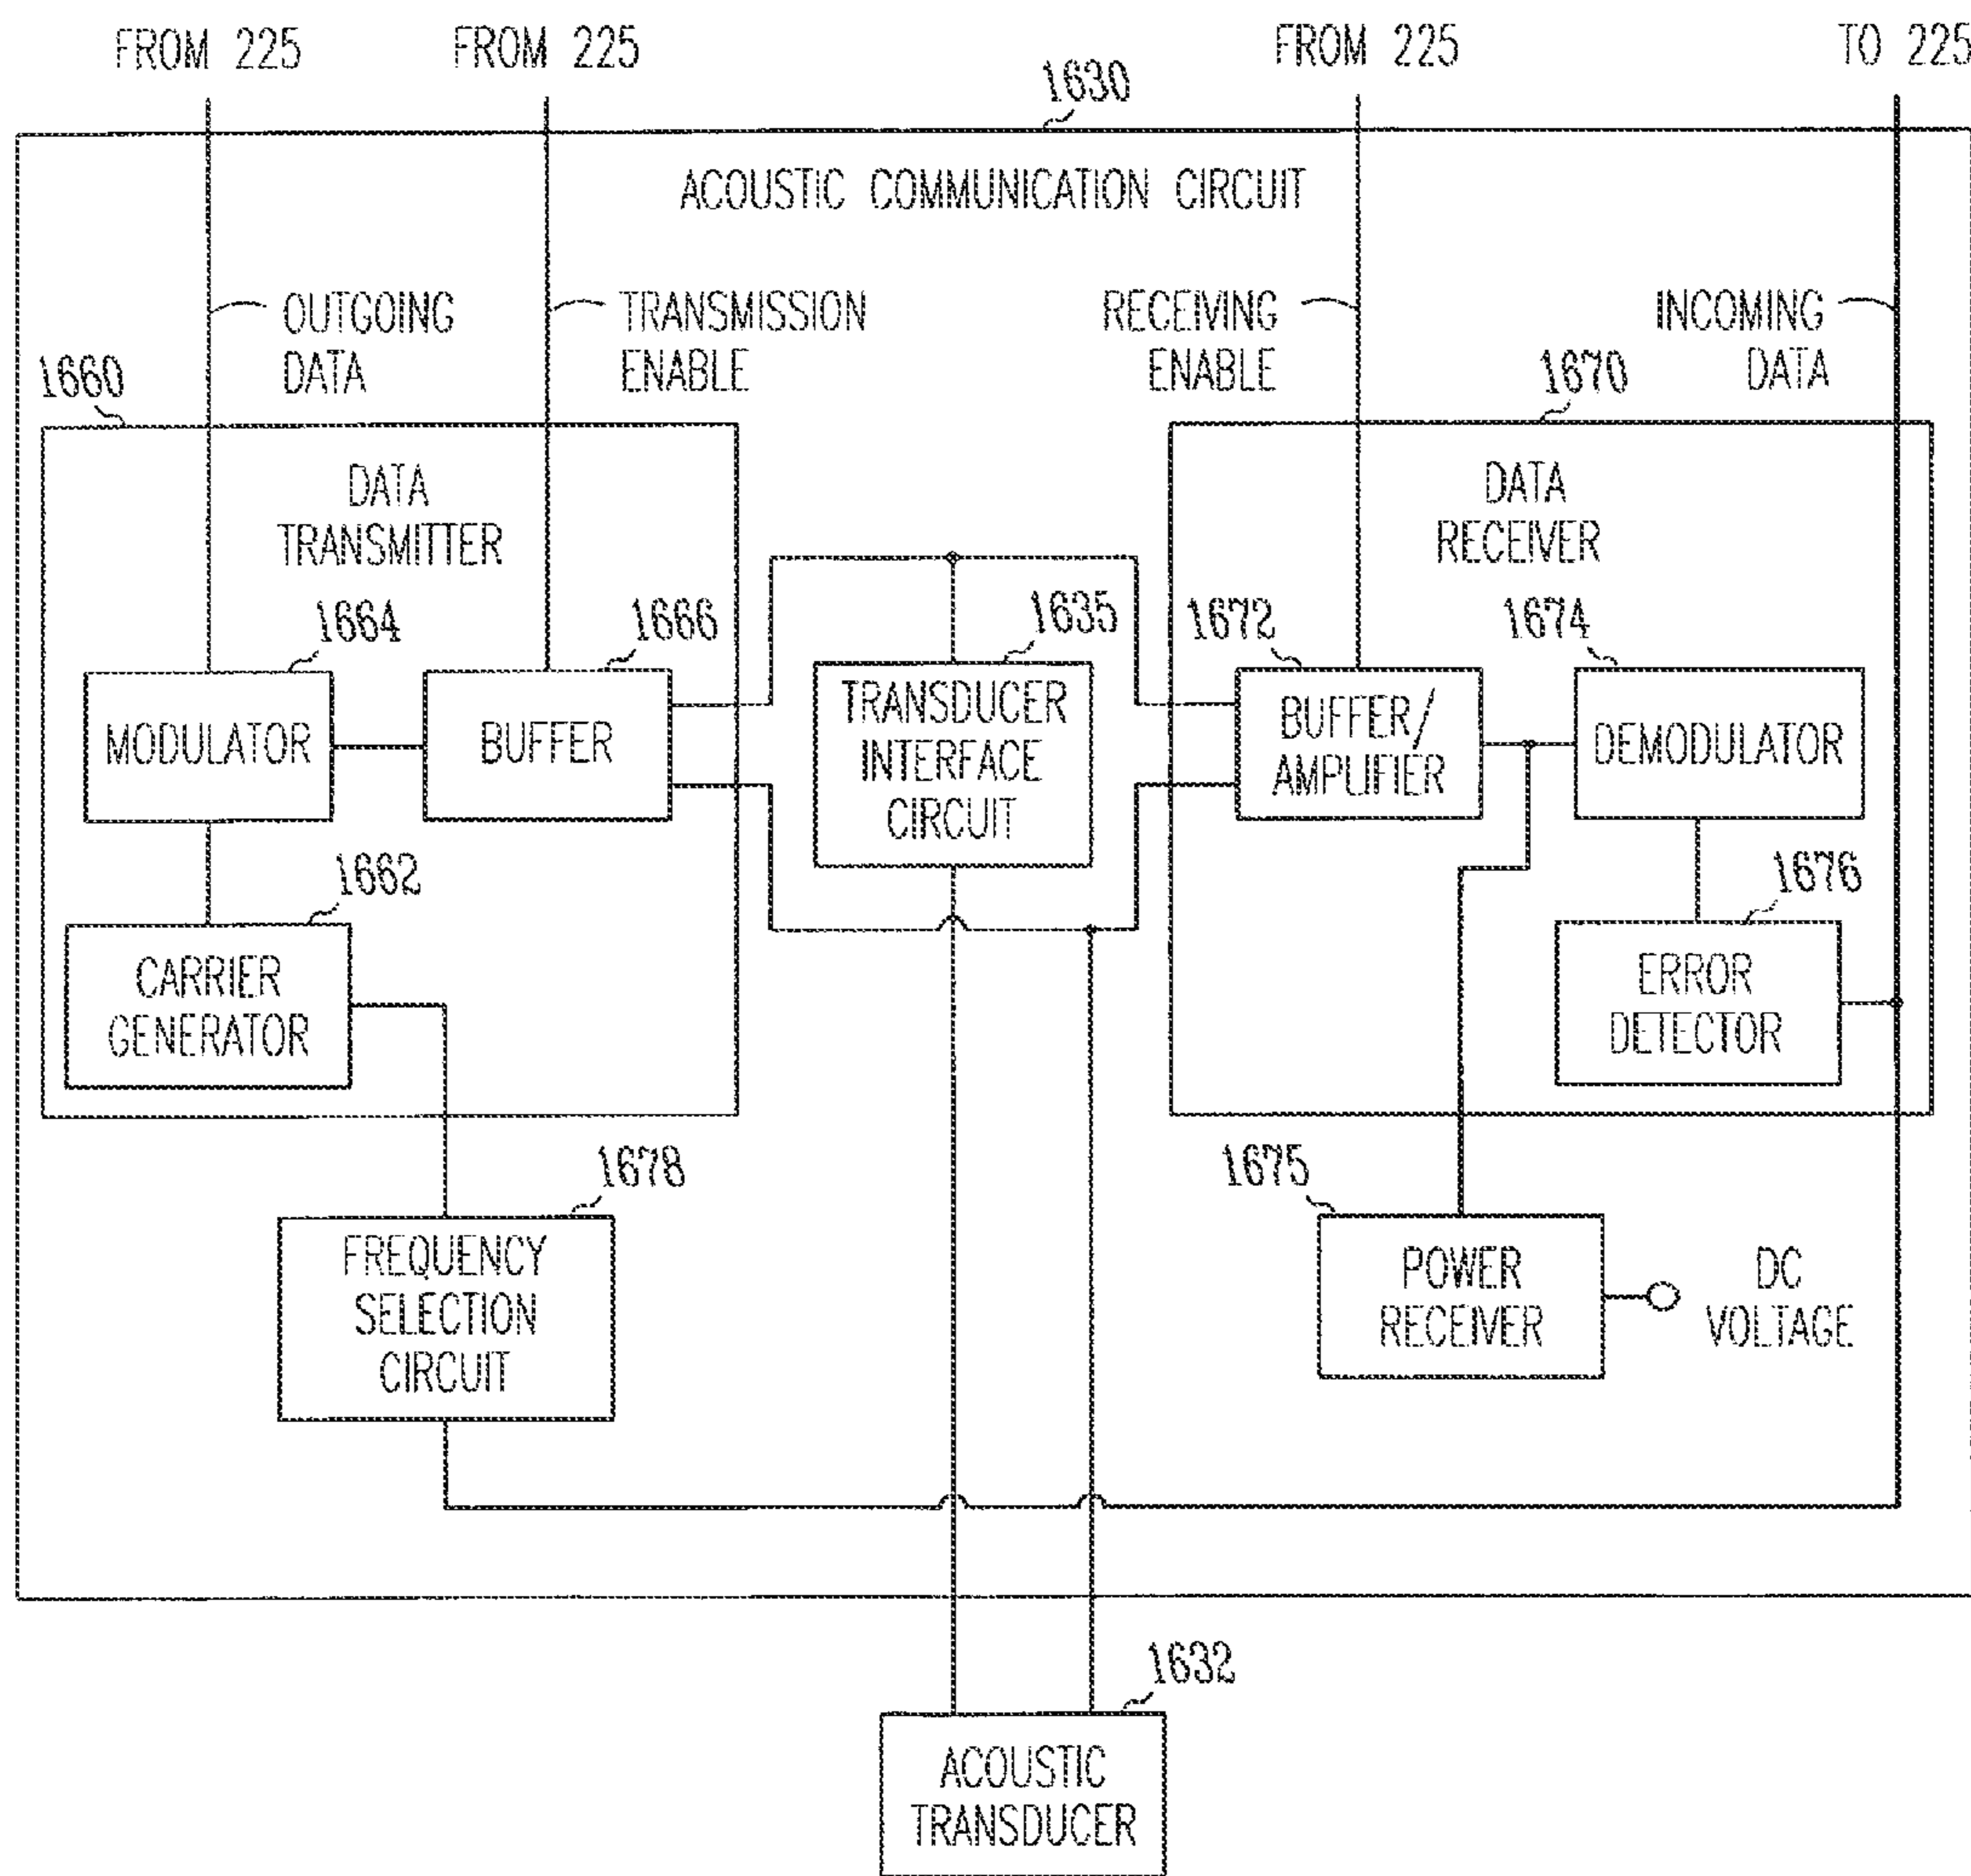 FROM 225
FROM 225
FROM 225
TO 225
1630
ACOUSTIC COMMUNICATION CIRCUIT
OUTGOING
DATA
TRANSMISSION
ENABLE
RECEIVING
ENABLE
INCOMING
DATA
1660
1670
DATA
TRANSMITTER
DATA
RECEIVER
1664
1666
1635
1672
1674
MODULATOR
BUFFER
TRANSDUCER
INTERFACE
CIRCUIT
BUFFER/
AMPLIFIER
DEMODULATOR
1662
1676
CARRIER
GENERATOR
ERROR
DETECTOR
1678
1675
FREQUENCY
SELECTION
CIRCUIT
POWER
RECEIVER
DC
VOLTAGE
1632
ACOUSTIC
TRANSDUCER